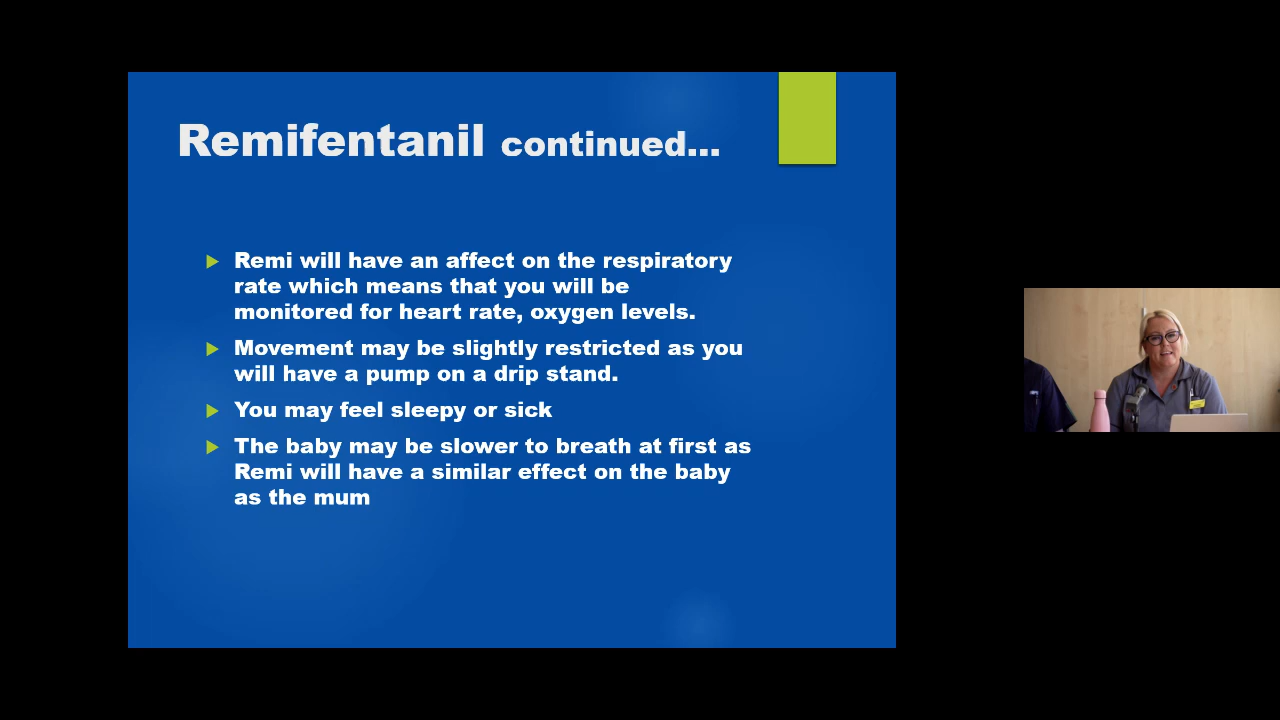 Remifentanil continued...
Remi will have an affect on the respiratory
rate which means that you will be
monitored for heart rate, oxygen levels.
Movement may be slightly restricted as you
will have a pump on a drip stand.
You may feel sleepy or sick
The baby may be slower to breath at first as
Remi will have a similar effect on the baby
as the mum